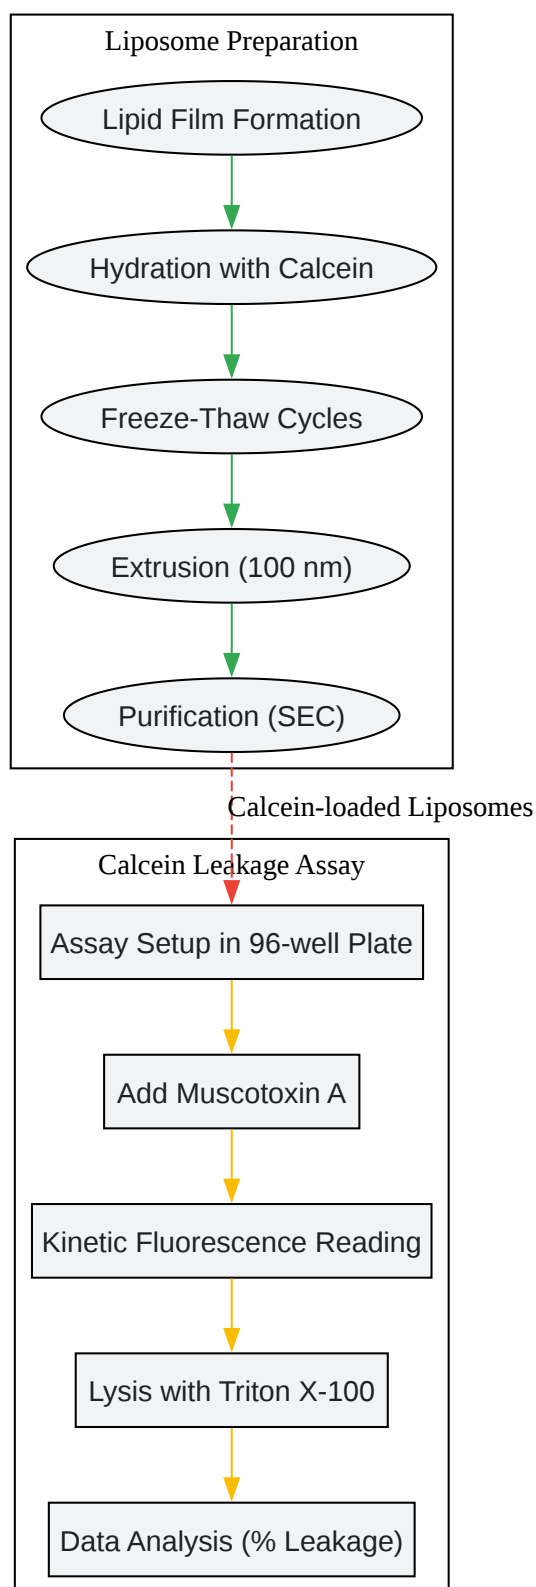 Liposome Preparation
Lipid Film Formation
Hydration with Calcein
Freeze-Thaw Cycles
Extrusion (100 nm)
Purification (SEC)
Calcein-loaded Liposomes
Calcein Leakage Assay
Assay Setup in 96-well Plate
Add Muscotoxin A
Kinetic Fluorescence Reading
Lysis with Triton X-100
Data Analysis (% Leakage)